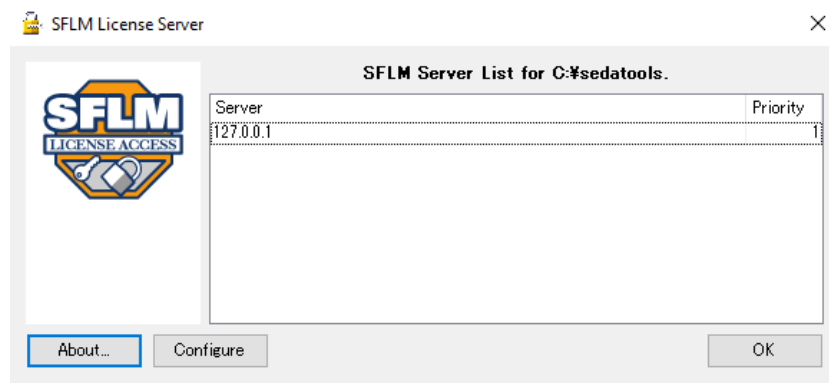 SFLM License Server
SFLM Server List for C:¥sedatools.
SFLM
LICENSE ACCESS
Server Priority
127.0.0.1 1
About... Configure OK